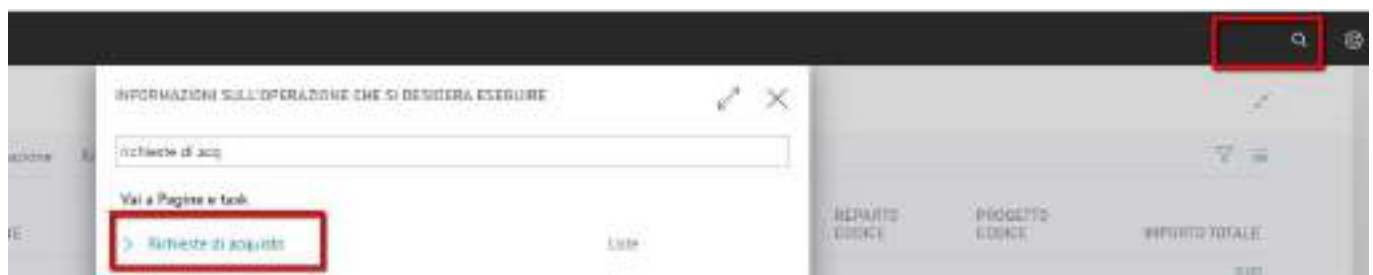 INFORMAZIONI SULL'OPERAZIONE CHE SI DESIDERA ESEGUIRE
richieste di acq
Vai a Pagine e task
Richieste di acquisto Liste
REPARTO CODICE
PROGETTO CODICE
IMPORTO TOTALE